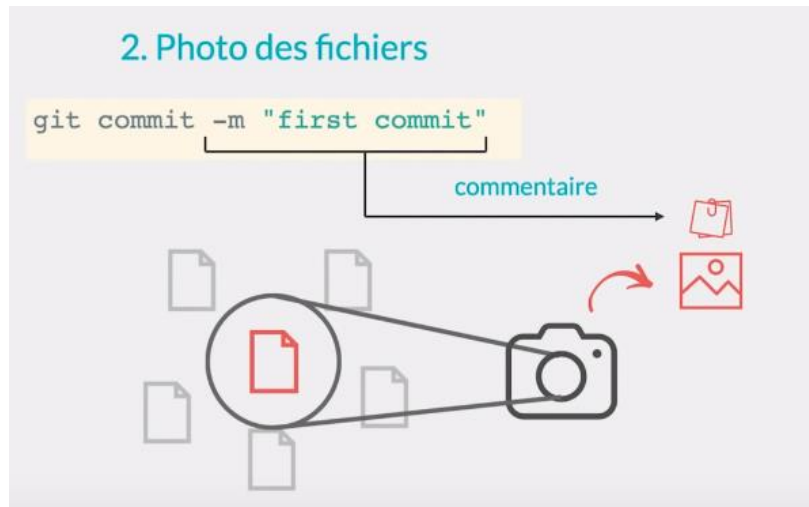 2. Photo des fichiers
git commit -m "first commit"
commentaire